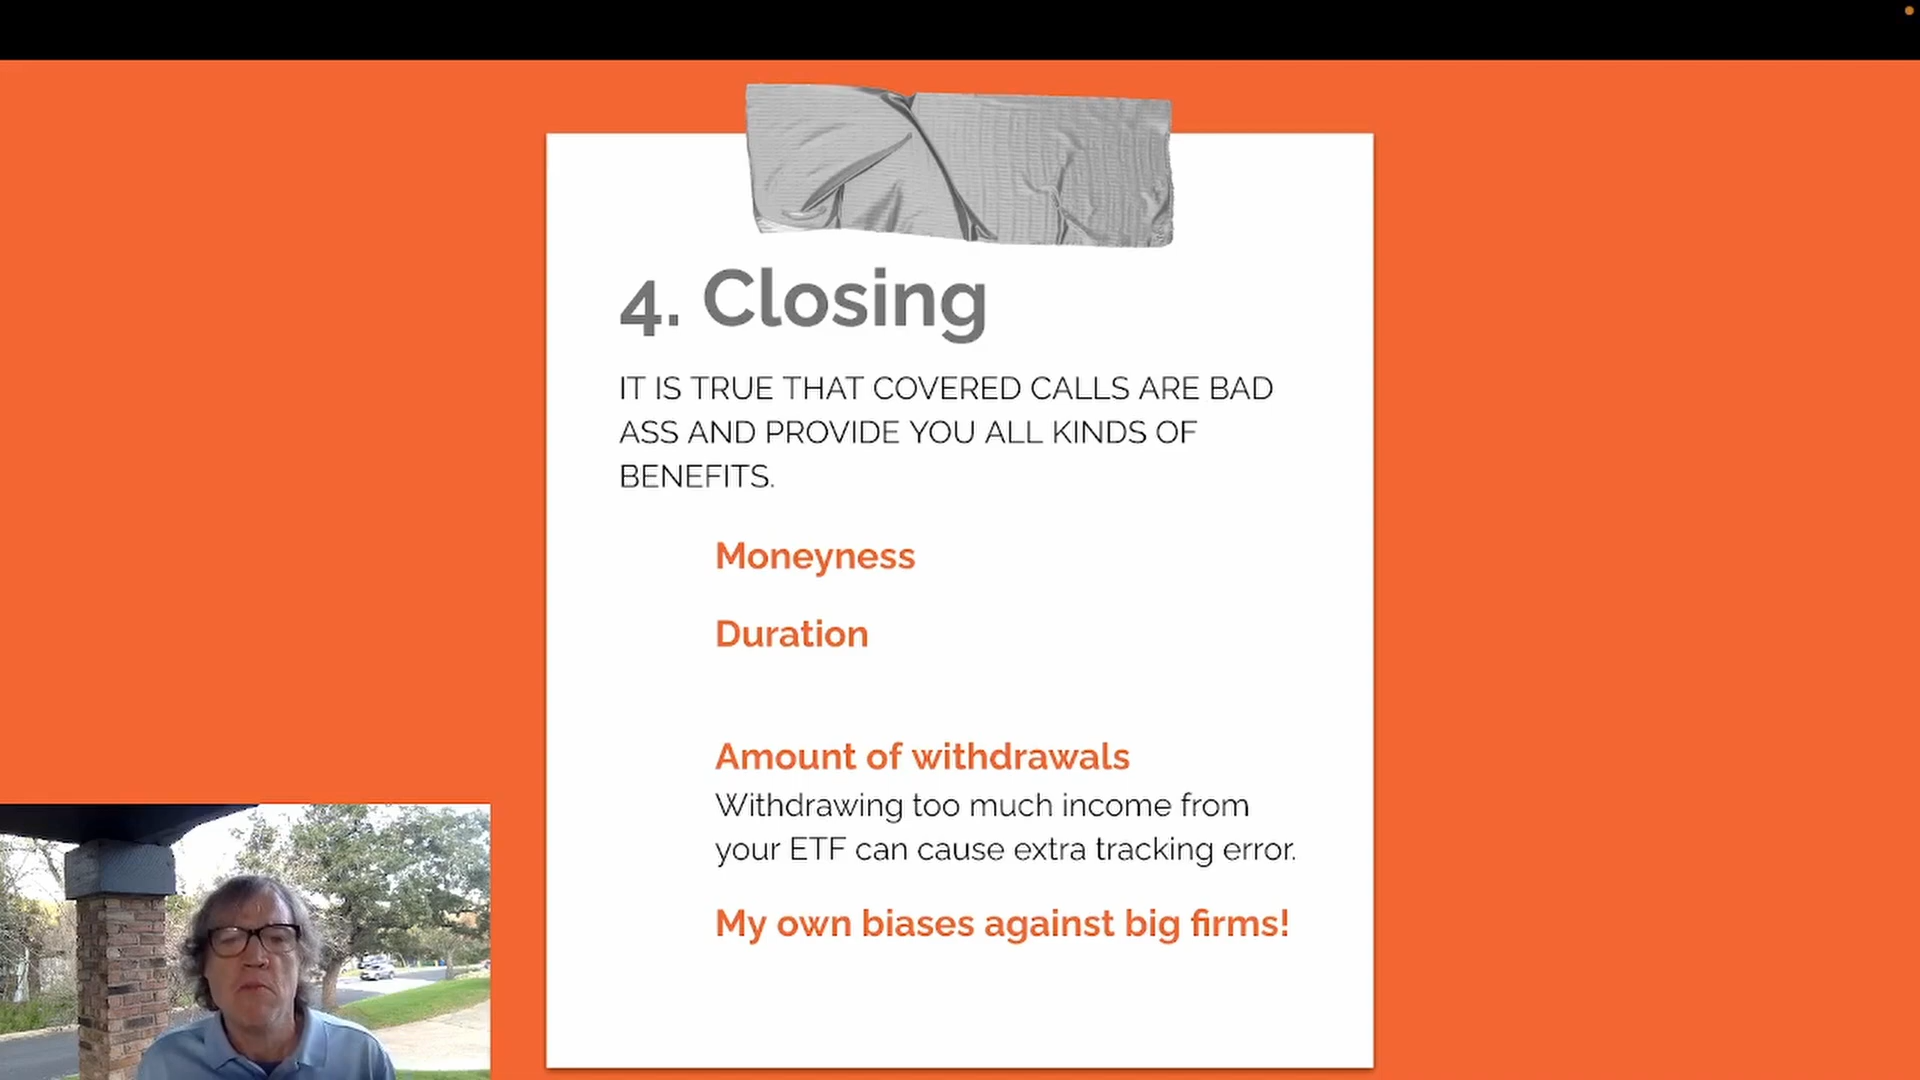 4. Closing
IT IS TRUE THAT COVERED CALLS ARE BAD
ASS AND PROVIDE YOU ALL KINDS OF
BENEFITS.
Moneyness
Duration
Amount of withdrawals
Withdrawing too much income from
your ETF can cause extra tracking error.
My own biases against big firms!